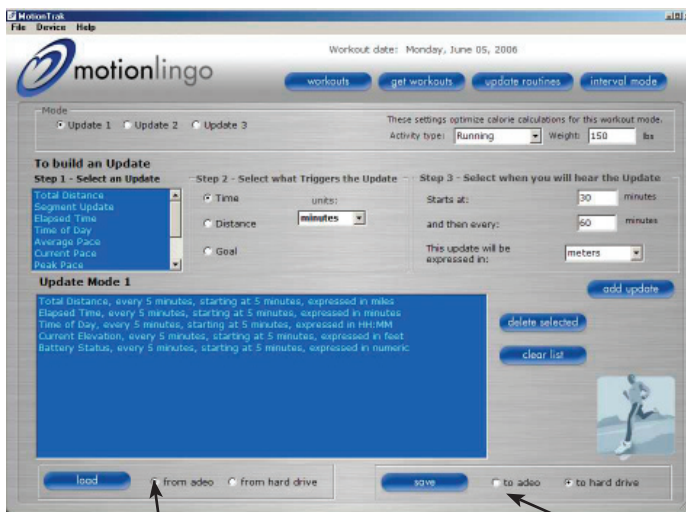 MotionTrak
File Device Help
motionlingo
Workout date: Monday, June 05, 2006
workouts get workouts update routines interval mode
Mode
Update 1 Update 2 Update 3
These settings optimize calorie calculations for this workout mode.
Activity type: Running Weight: 150 lbs
To build an Update
Step 1 - Select an Update
Total Distance
Segment Update
Elapsed Time
Time of Day
Average Pace
Current Pace
Peak Pace
Step 2 - Select what Triggers the Update
Time units:
minutes
Distance
Goal
Step 3 - Select when you will hear the Update
Starts at: 30 minutes
and then every: 60 minutes
This update will be
expressed in: meters
add update
Update Mode 1
Total Distance, every 5 minutes, starting at 5 minutes, expressed in miles
Elapsed Time, every 5 minutes, starting at 5 minutes, expressed in minutes
Time of Day, every 5 minutes, starting at 5 minutes, expressed in HH:MM
Current Elevation, every 5 minutes, starting at 5 minutes, expressed in feet
Battery Status, every 5 minutes, starting at 5 minutes, expressed in numeric
delete selected
clear list
load from adeo from hard drive
save to adeo to hard drive